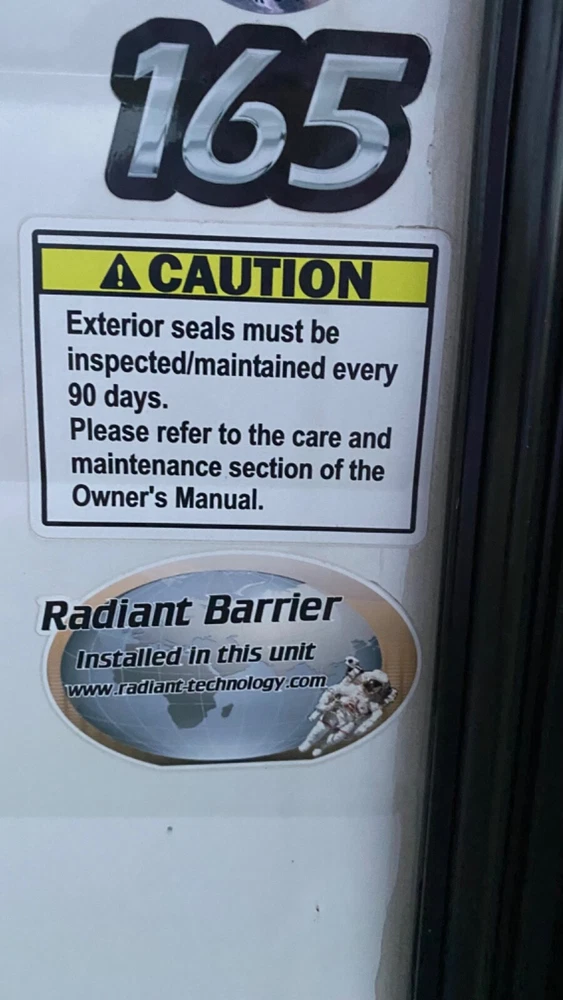 165
CAUTION
Exterior seals must be
inspected/maintained every
90 days.
Please refer to the care and
maintenance section of the
Owner's Manual.
Radiant Barrier
Installed in this unit
www.radiant-technology.com